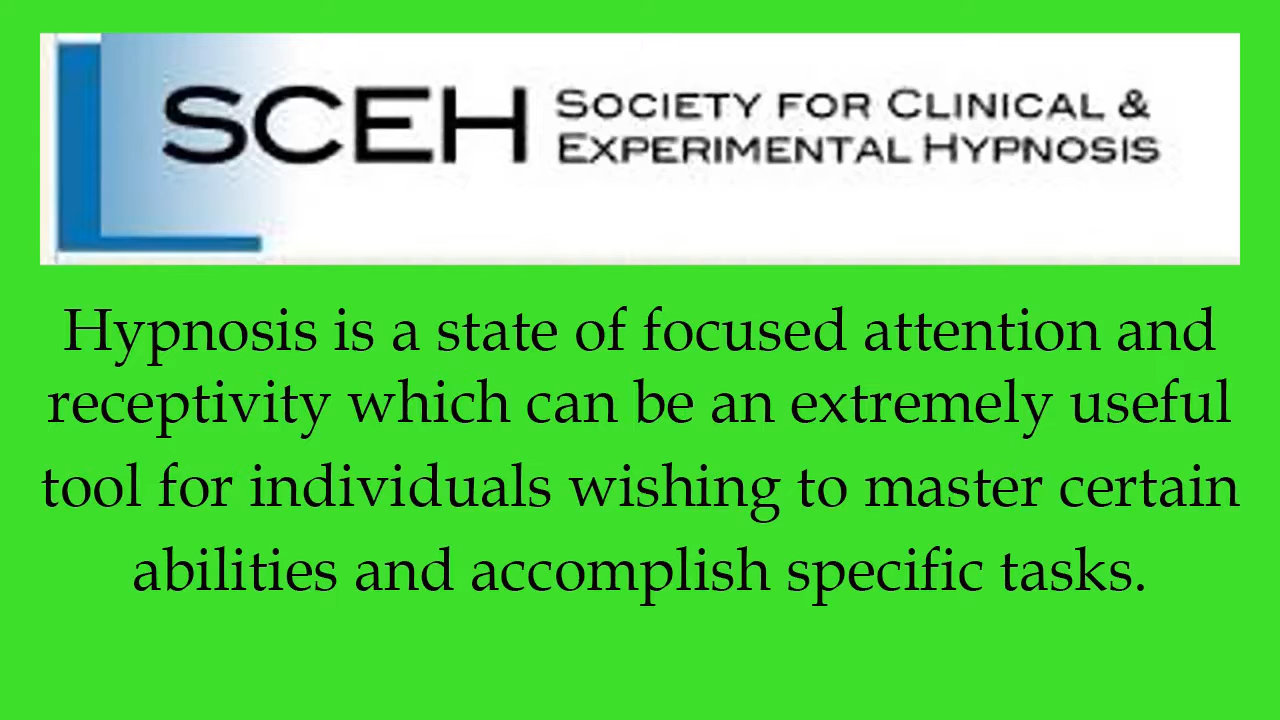 SCEH SOCIETY FOR CLINICAL &
EXPERIMENTAL HYPNOSIS
Hypnosis is a state of focused attention and
receptivity which can be an extremely useful
tool for individuals wishing to master certain
abilities and accomplish specific tasks.